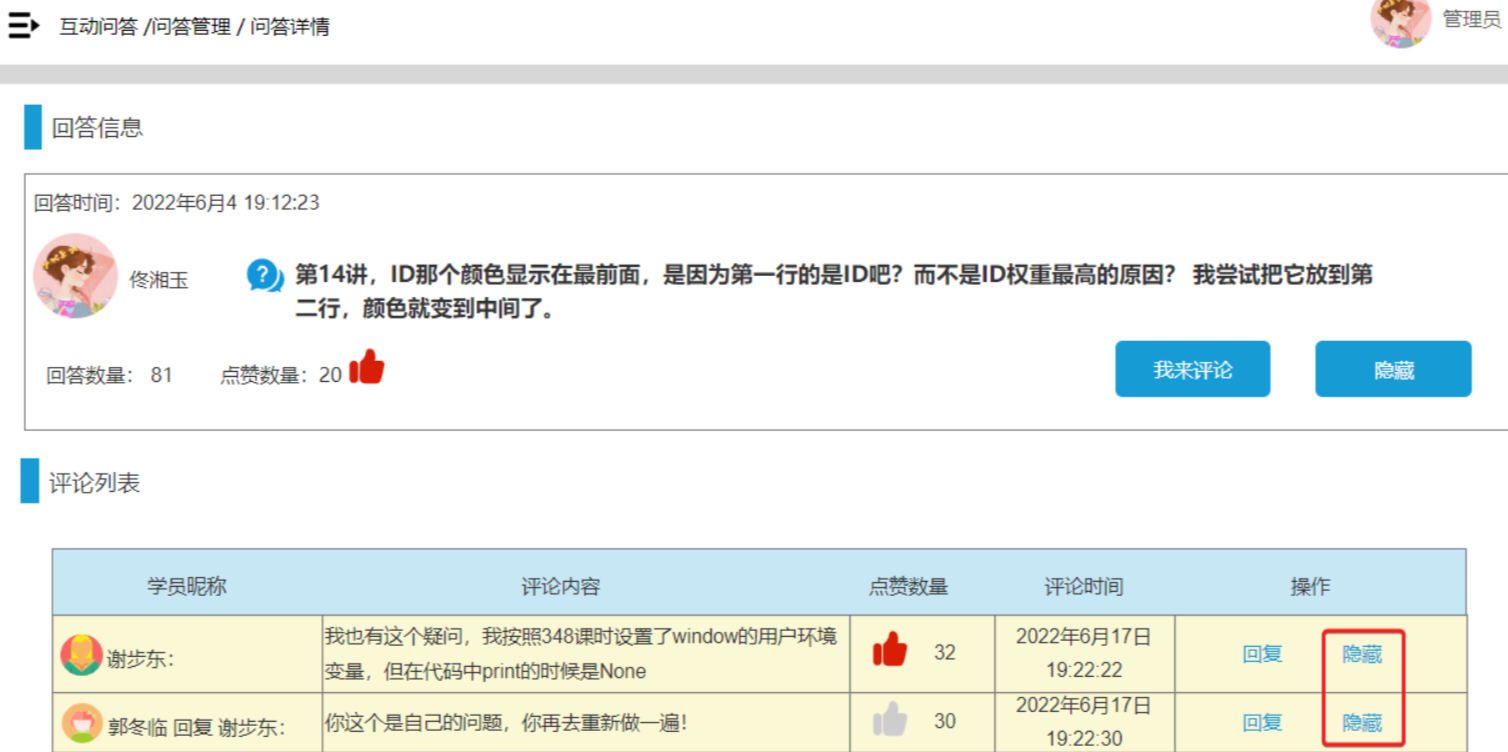 互动问答 /问答管理 / 问答详情
管理员
回答信息
回答时间：2022年6月4 19:12:23
佟湘玉
第14讲，ID那个颜色显示在最前面，是因为第一行的是ID吧？而不是ID权重最高的原因？ 我尝试把它放到第
二行，颜色就变到中间了。
回答数量： 81
点赞数量：20
我来评论
隐藏
评论列表
学员昵称
评论内容
点赞数量
评论时间
操作
谢步东：
我也有这个疑问，我按照348课时设置了window的用户环境
变量，但在代码中print的时候是None
32
2022年6月17日
19:22:22
回复
隐藏
郭冬临 回复 谢步东：
你这个是自己的问题，你再去重新做一遍！
30
2022年6月17日
19:22:30
回复
隐藏